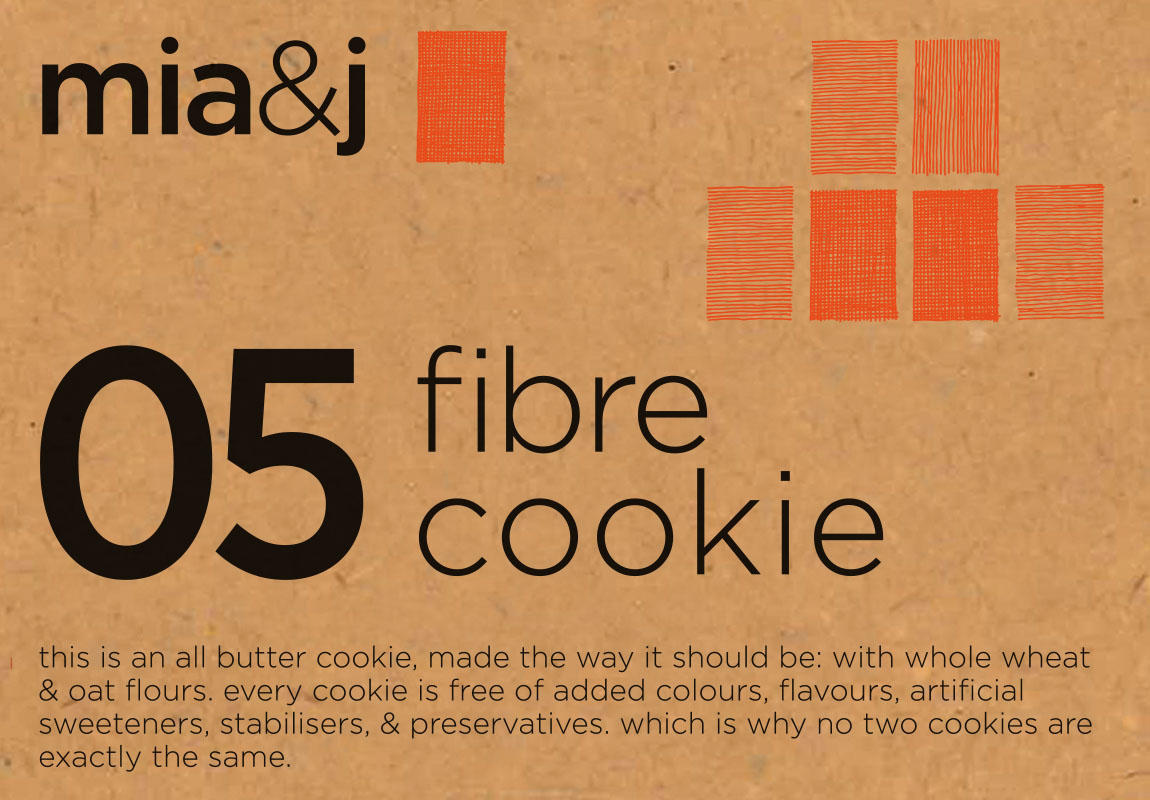 mia&j
05
fibre
cookie
this is an all butter cookie, made the way it should be: with whole wheat
& oat flours. every cookie is free of added colours, flavours, artificial
sweeteners, stabilisers, & preservatives. which is why no two cookies are
exactly the same.